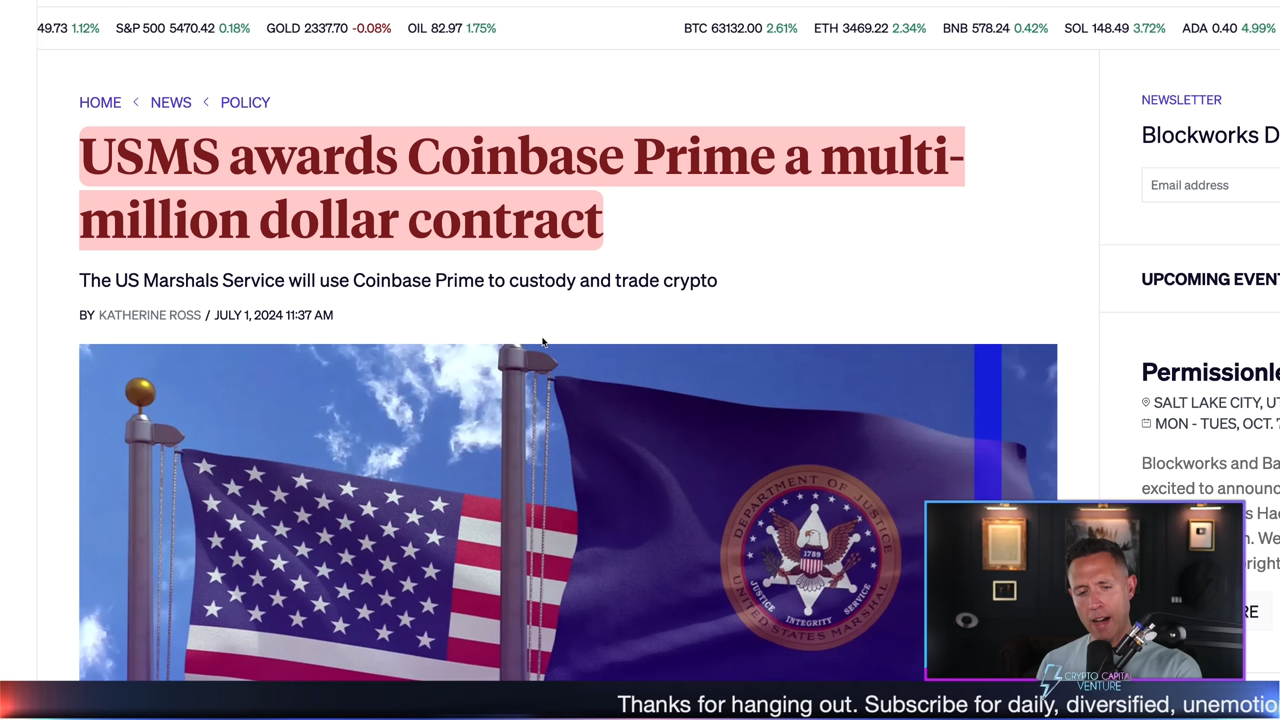 49.73 1.12% S&P 500 5470.42 0.18% GOLD 2337.70 -0.08% OIL 82.97 1.75% BTC 63132.00 2.61% ETH 3469.22 2.34% BNB 578.24 0.42% SOL 148.49 3.72% ADA 0.40 4.99%
HOME < NEWS < POLICY
USMS awards Coinbase Prime a multi-
million dollar contract
The US Marshals Service will use Coinbase Prime to custody and trade crypto
BY KATHERINE ROSS / JULY 1, 2024 11:37 AM
DEPARTMENT OF JUSTICE
1789
JUSTICE INTEGRITY SERVICE
UNITED STATES MARSHAL
NEWSLETTER
Blockworks D
Email address
UPCOMING EVENT
Permissionle
SALT LAKE CITY, UT
MON - TUES, OCT. 7
Blockworks and Ba
excited to announc
s Ha
n. We
bright
RE
CRYPTO CAPITAL
VENTURE
Thanks for hanging out. Subscribe for daily, diversified, unemotio